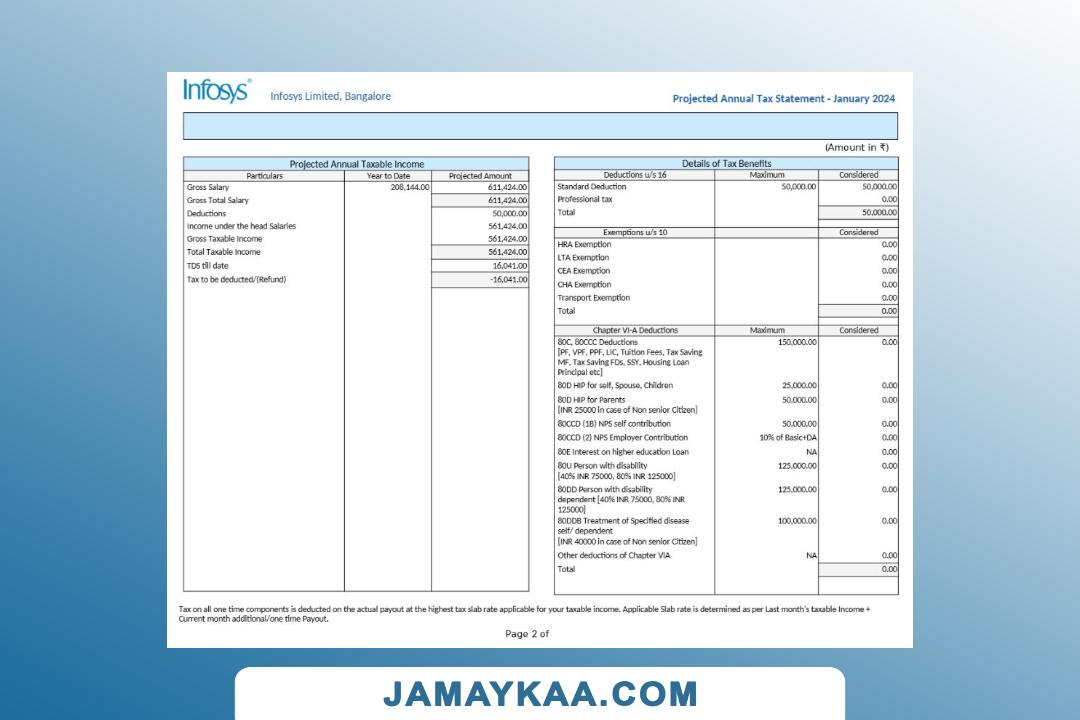 Infosys®
Infosys Limited, Bangalore
Projected Annual Tax Statement - January 2024
(Amount in ₹)
Projected Annual Taxable Income
Particulars Year to Date Projected Amount
Gross Salary 208,144.00 611,424.00
Gross Total Salary 611,424.00
Deductions 50,000.00
Income under the head Salaries 561,424.00
Gross Taxable Income 561,424.00
Total Taxable Income 561,424.00
TDS till date 16,041.00
Tax to be deducted/(Refund) -16,041.00
Details of Tax Benefits
Deductions u/s 16 Maximum Considered
Standard Deduction 50,000.00 50,000.00
Professional tax 0.00
Total 50,000.00
Exemptions u/s 10 Considered
HRA Exemption 0.00
LTA Exemption 0.00
CEA Exemption 0.00
CHA Exemption 0.00
Transport Exemption 0.00
Total 0.00
Chapter VI-A Deductions Maximum Considered
80C, 80CCC Deductions 150,000.00 0.00
[PF, VPF, PPF, LIC, Tuition Fees, Tax Saving
MF, Tax Saving FDs, SSY, Housing Loan
Principal etc]
80D HIP for self, Spouse, Children 25,000.00 0.00
80D HIP for Parents 50,000.00 0.00
[INR 25000 in case of Non senior Citizen]
80CCD (1B) NPS self contribution 50,000.00 0.00
80CCD (2) NPS Employer Contribution 10% of Basic+DA 0.00
80E Interest on higher education Loan NA 0.00
80U Person with disability 125,000.00 0.00
[40% INR 75000, 80% INR 125000]
80DD Person with disability 125,000.00 0.00
dependent [40% INR 75000, 80% INR
125000]
80DDB Treatment of Specified disease 100,000.00 0.00
self/ dependent
[INR 40000 in case of Non senior Citizen]
Other deductions of Chapter VIA NA 0.00
Total 0.00
Tax on all one time components is deducted on the actual payout at the highest tax slab rate applicable for your taxable income. Applicable Slab rate is determined as per Last month's taxable Income +
Current month additional/one time Payout.
Page 2 of
JAMAYKAA.COM